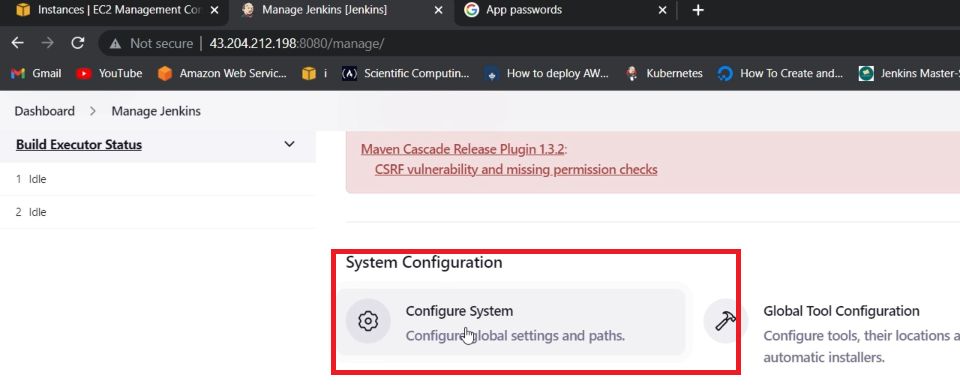 Instances | EC2 Management Con
Manage Jenkins [Jenkins]
App passwords
Not secure | 43.204.212.198:8080/manage/
Gmail
YouTube
Amazon Web Servic...
i
Scientific Computin...
How to deploy AW...
Kubernetes
How To Create and...
Jenkins Master-S
Dashboard > Manage Jenkins
Build Executor Status
1 Idle
2 Idle
Maven Cascade Release Plugin 1.3.2:
CSRF vulnerability and missing permission checks
System Configuration
Configure System
Configure global settings and paths.
Global Tool Configuration
Configure tools, their locations a
automatic installers.